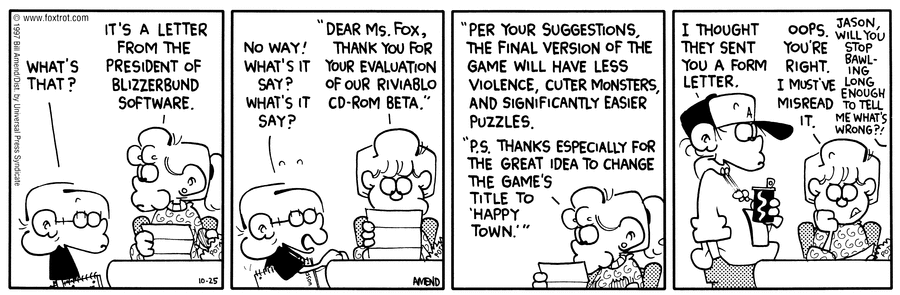 © www.foxtrot.com
© 1997 Bill Amend/Dist. by Universal Press Syndicate
WHAT'S
THAT?
IT'S A LETTER
FROM THE
PRESIDENT OF
BLIZZERBUND
SOFTWARE.
10-25
NO WAY!
WHAT'S IT
SAY?
WHAT'S IT
SAY?
"DEAR MS. FOX,
THANK YOU FOR
YOUR EVALUATION
OF OUR RIVIABLO
CD-ROM BETA."
AMEND
"PER YOUR SUGGESTIONS,
THE FINAL VERSION OF THE
GAME WILL HAVE LESS
VIOLENCE, CUTER MONSTERS,
AND SIGNIFICANTLY EASIER
PUZZLES.
"P.S. THANKS ESPECIALLY FOR
THE GREAT IDEA TO CHANGE
THE GAME'S
TITLE TO
'HAPPY
TOWN.'"
I THOUGHT
THEY SENT
YOU A FORM
LETTER.
A
OOPS.
YOU'RE
RIGHT.
I MUST'VE
MISREAD
IT.
JASON,
WILL YOU
STOP
BAWL-
ING
LONG
ENOUGH
TO TELL
ME WHAT'S
WRONG?!